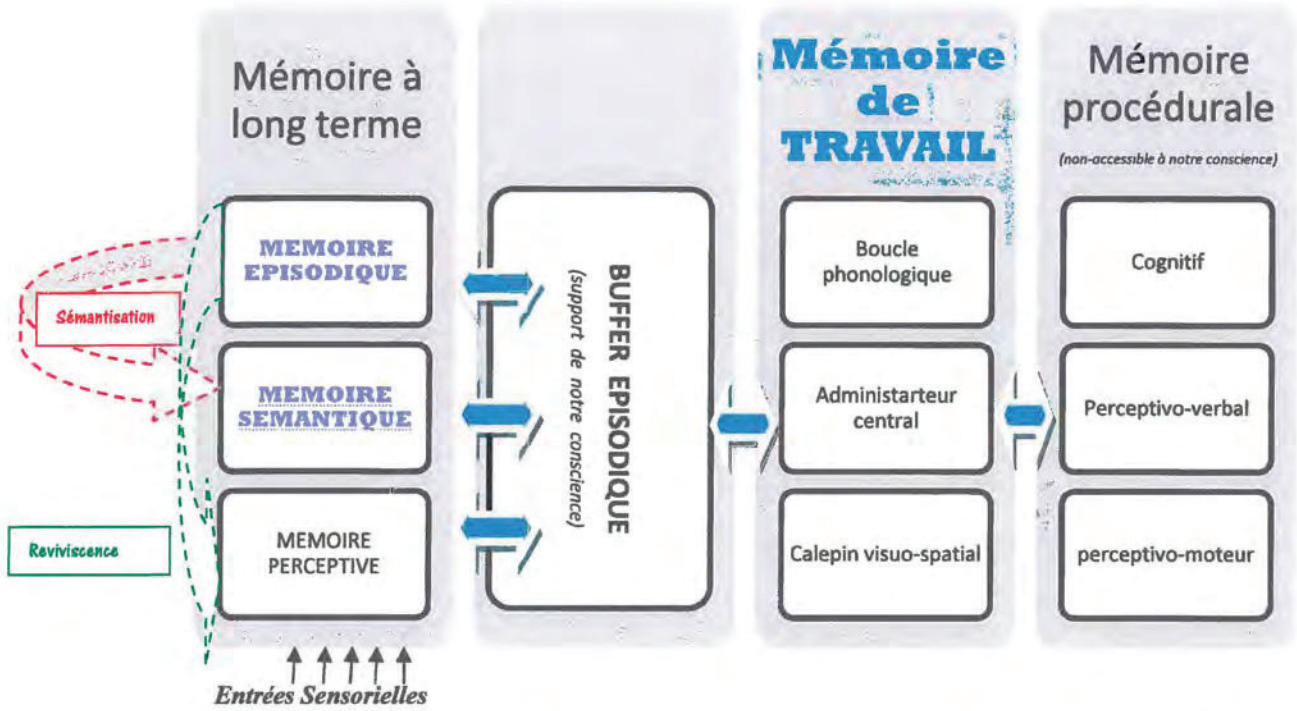 Mémoire à
long terme
MEMOIRE
EPISODIQUE
MEMOIRE
SEMANTIQUE
MEMOIRE
PERCEPTIVE
Entrées Sensorielles
Sémantisation
Reviviscence
BUFFER EPISODIQUE
(support de notre conscience)
Mémoire
de
TRAVAIL
Boucle
phonologique
Administarteur
central
Calepin visuo-spatial
Mémoire
procédurale
(non-accessible à notre conscience)
Cognitif
Perceptivo-verbal
perceptivo-moteur